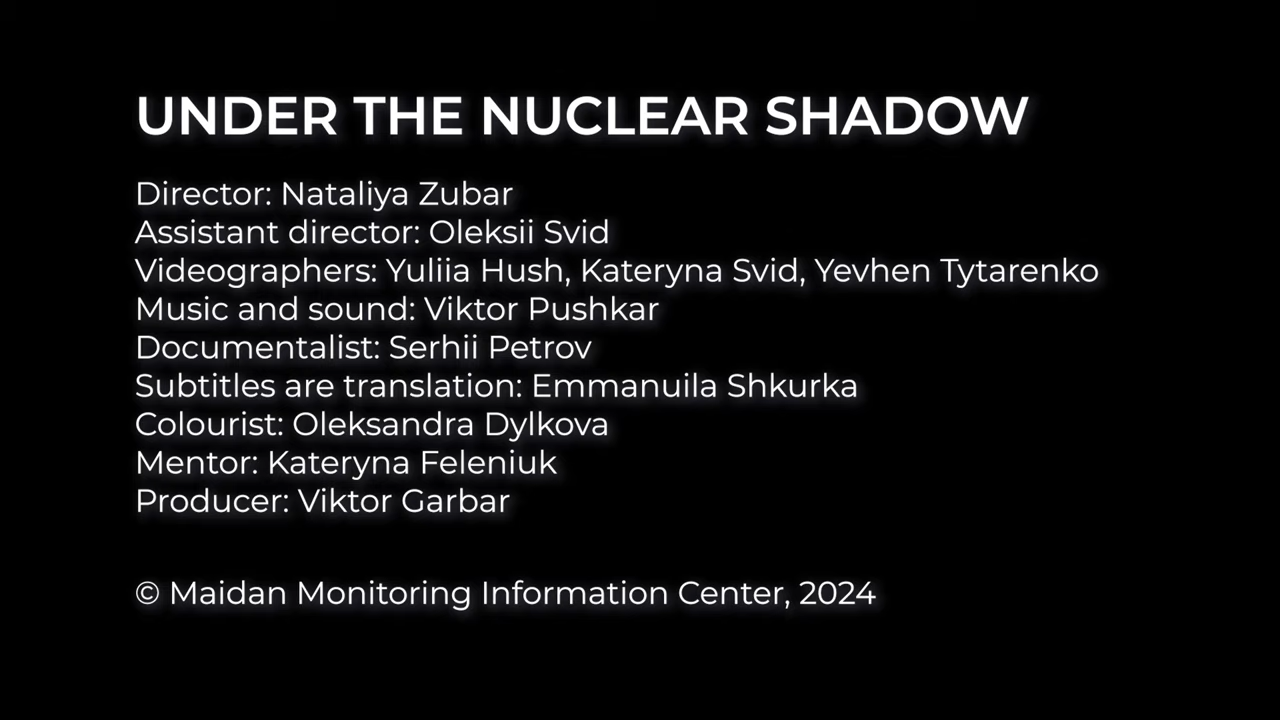 UNDER THE NUCLEAR SHADOW
Director: Nataliya Zubar
Assistant director: Oleksii Svid
Videographers: Yuliia Hush, Kateryna Svid, Yevhen Tytarenko
Music and sound: Viktor Pushkar
Documentalist: Serhii Petrov
Subtitles are translation: Emmanuila Shkurka
Colourist: Oleksandra Dylkova
Mentor: Kateryna Feleniuk
Producer: Viktor Garbar
© Maidan Monitoring Information Center, 2024